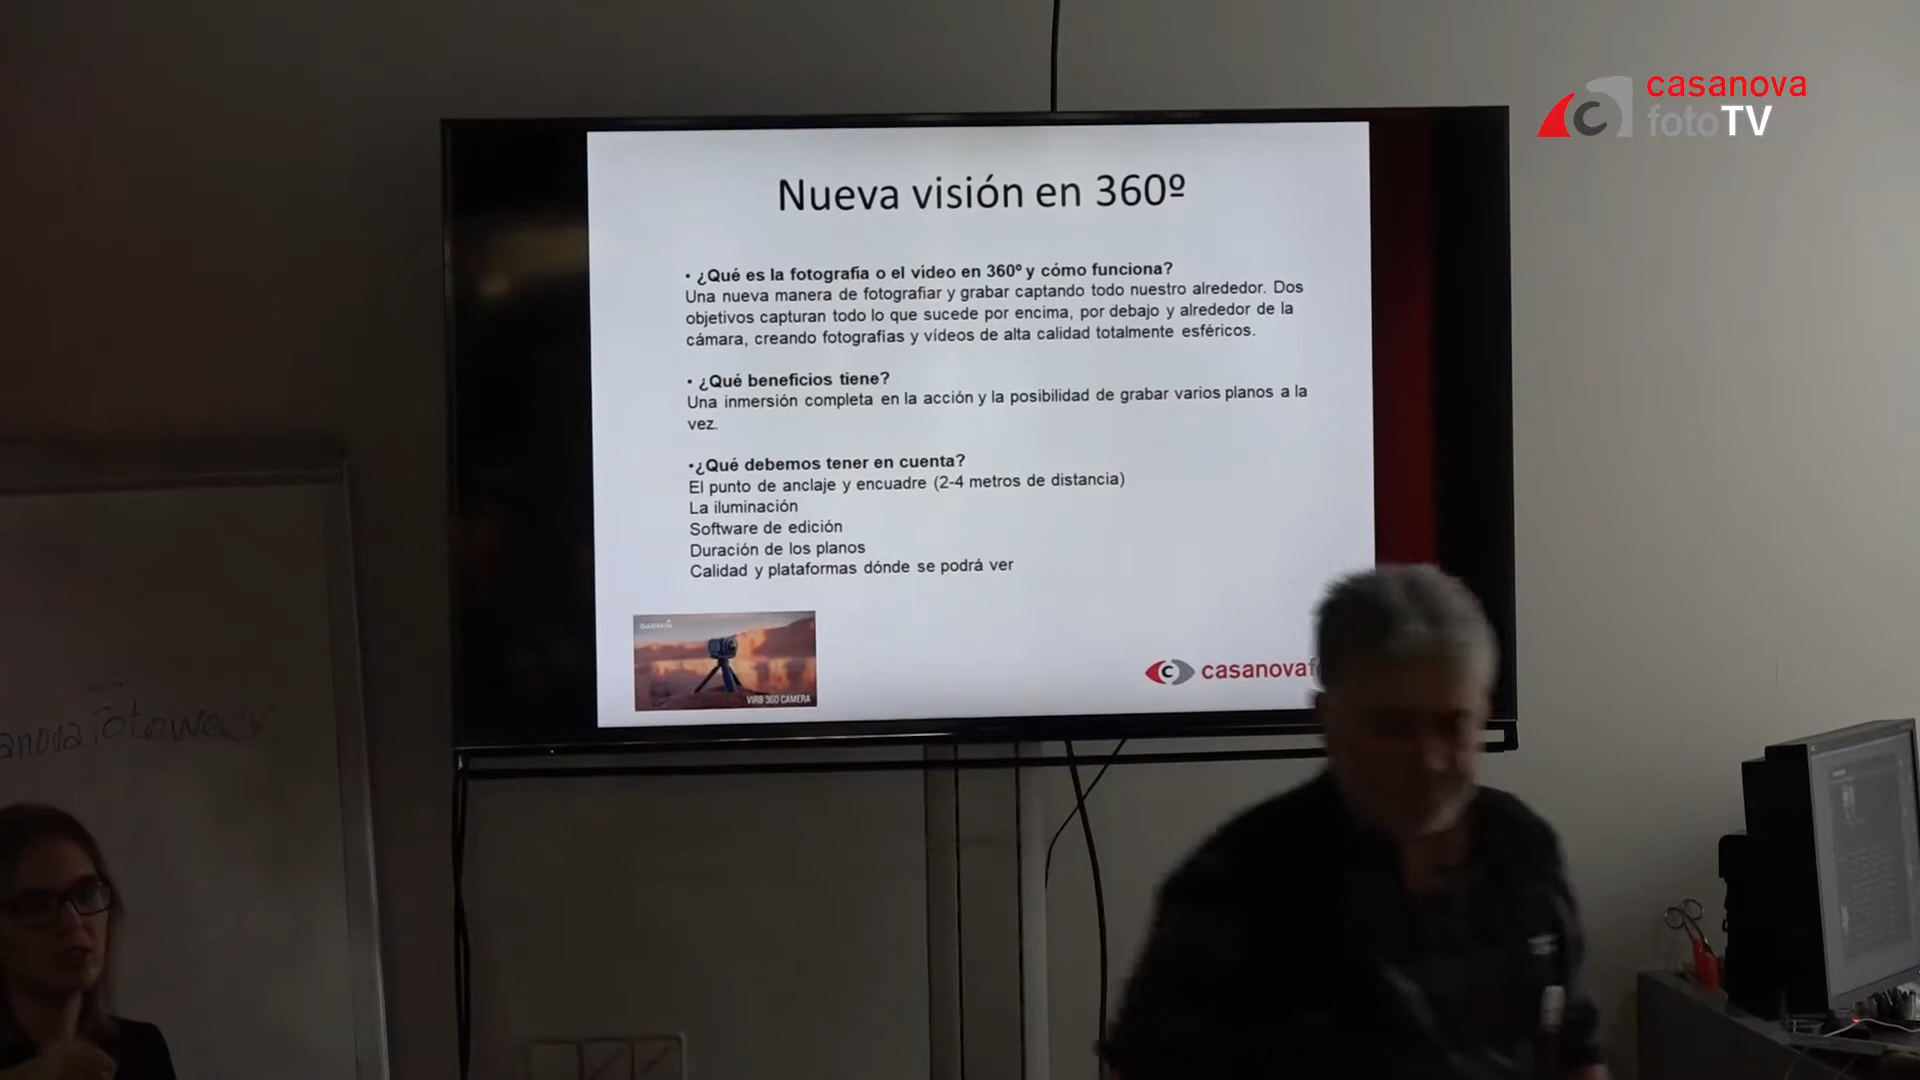 casanova
fotoTV
Nueva visión en 360º
• ¿Qué es la fotografía o el vídeo en 360º y cómo funciona?
Una nueva manera de fotografiar y grabar captando todo nuestro alrededor. Dos
objetivos capturan todo lo que sucede por encima, por debajo y alrededor de la
cámara, creando fotografías y vídeos de alta calidad totalmente esféricos.
• ¿Qué beneficios tiene?
Una inmersión completa en la acción y la posibilidad de grabar varios planos a la
vez.
•¿Qué debemos tener en cuenta?
El punto de anclaje y encuadre (2-4 metros de distancia)
La iluminación
Software de edición
Duración de los planos
Calidad y plataformas dónde se podrá ver
GARMIN
VIRB 360 CAMERA
casanovaf
anova Fotoweek